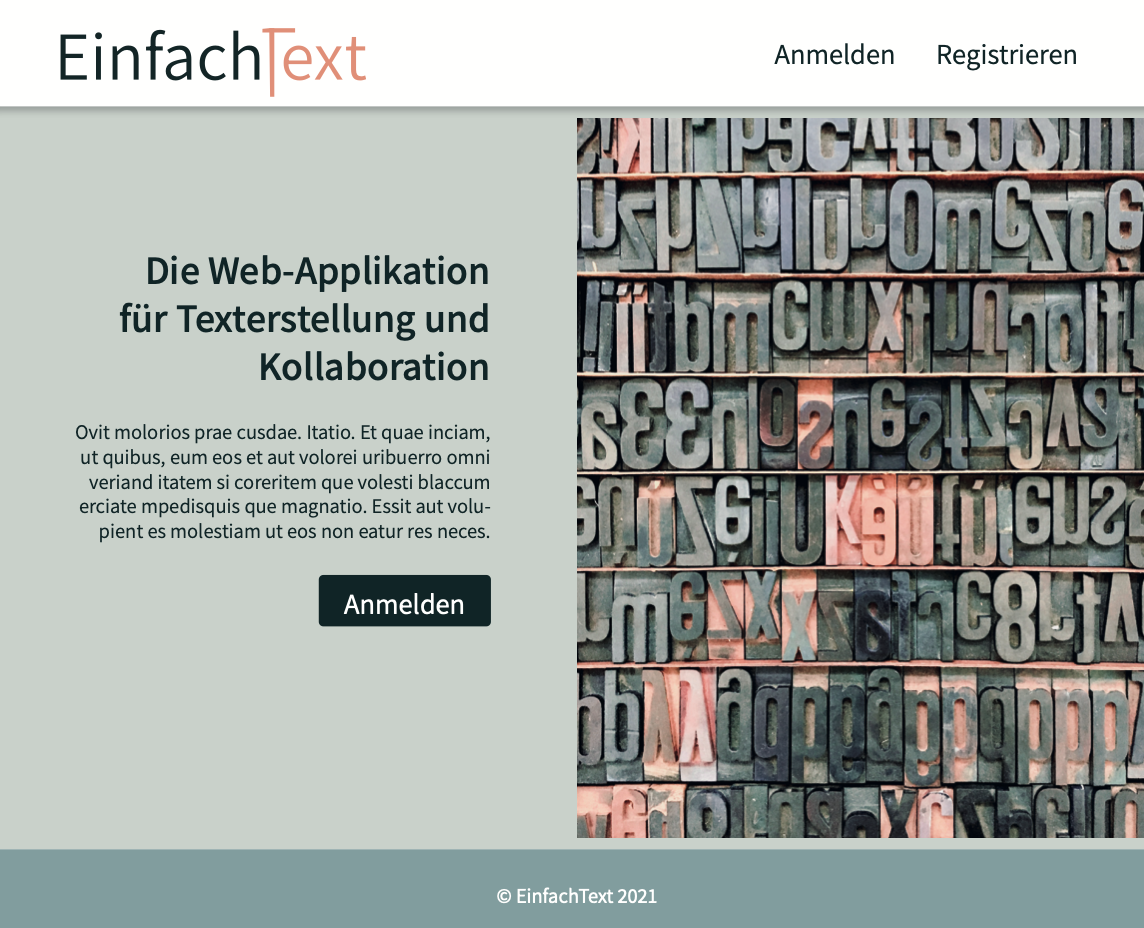 EinfachText
Anmelden Registrieren
Die Web-Applikation
für Texterstellung und
Kollaboration
Ovit molorios prae cusdae. Itatio. Et quae inciam,
ut quibus, eum eos et aut volorei uribuerro omni
veriand itatem si coreritem que volesti blaccum
erciate mpedisquis que magnatio. Essit aut volu-
pient es molestiam ut eos non eatur res neces.
Anmelden
© EinfachText 2021